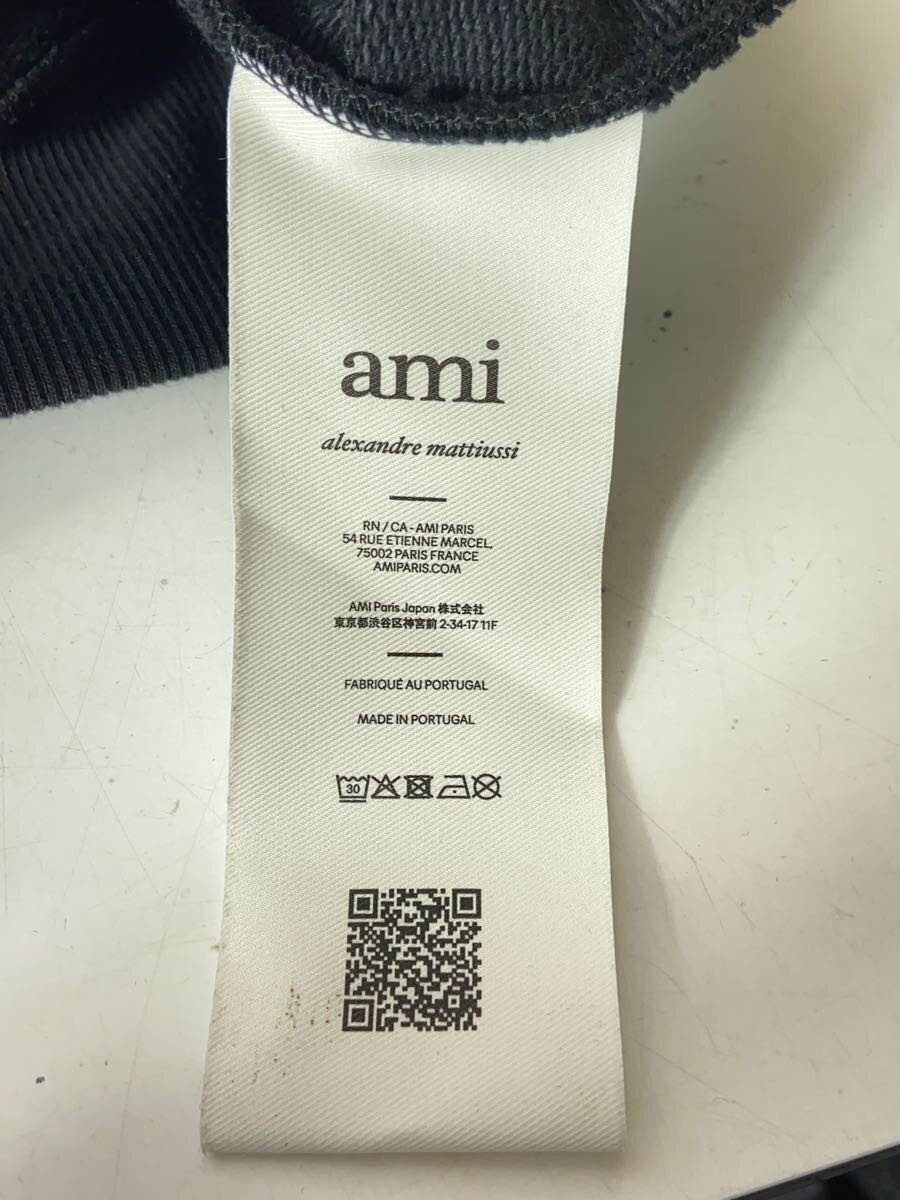 ami
alexandre mattiussi
RN / CA - AMI PARIS
54 RUE ETIENNE MARCEL,
75002 PARIS FRANCE
AMIPARIS.COM
AMI Paris Japan 株式会社
東京都渋谷区神宮前 2-34-17 11F
FABRIQUÉ AU PORTUGAL
MADE IN PORTUGAL
30